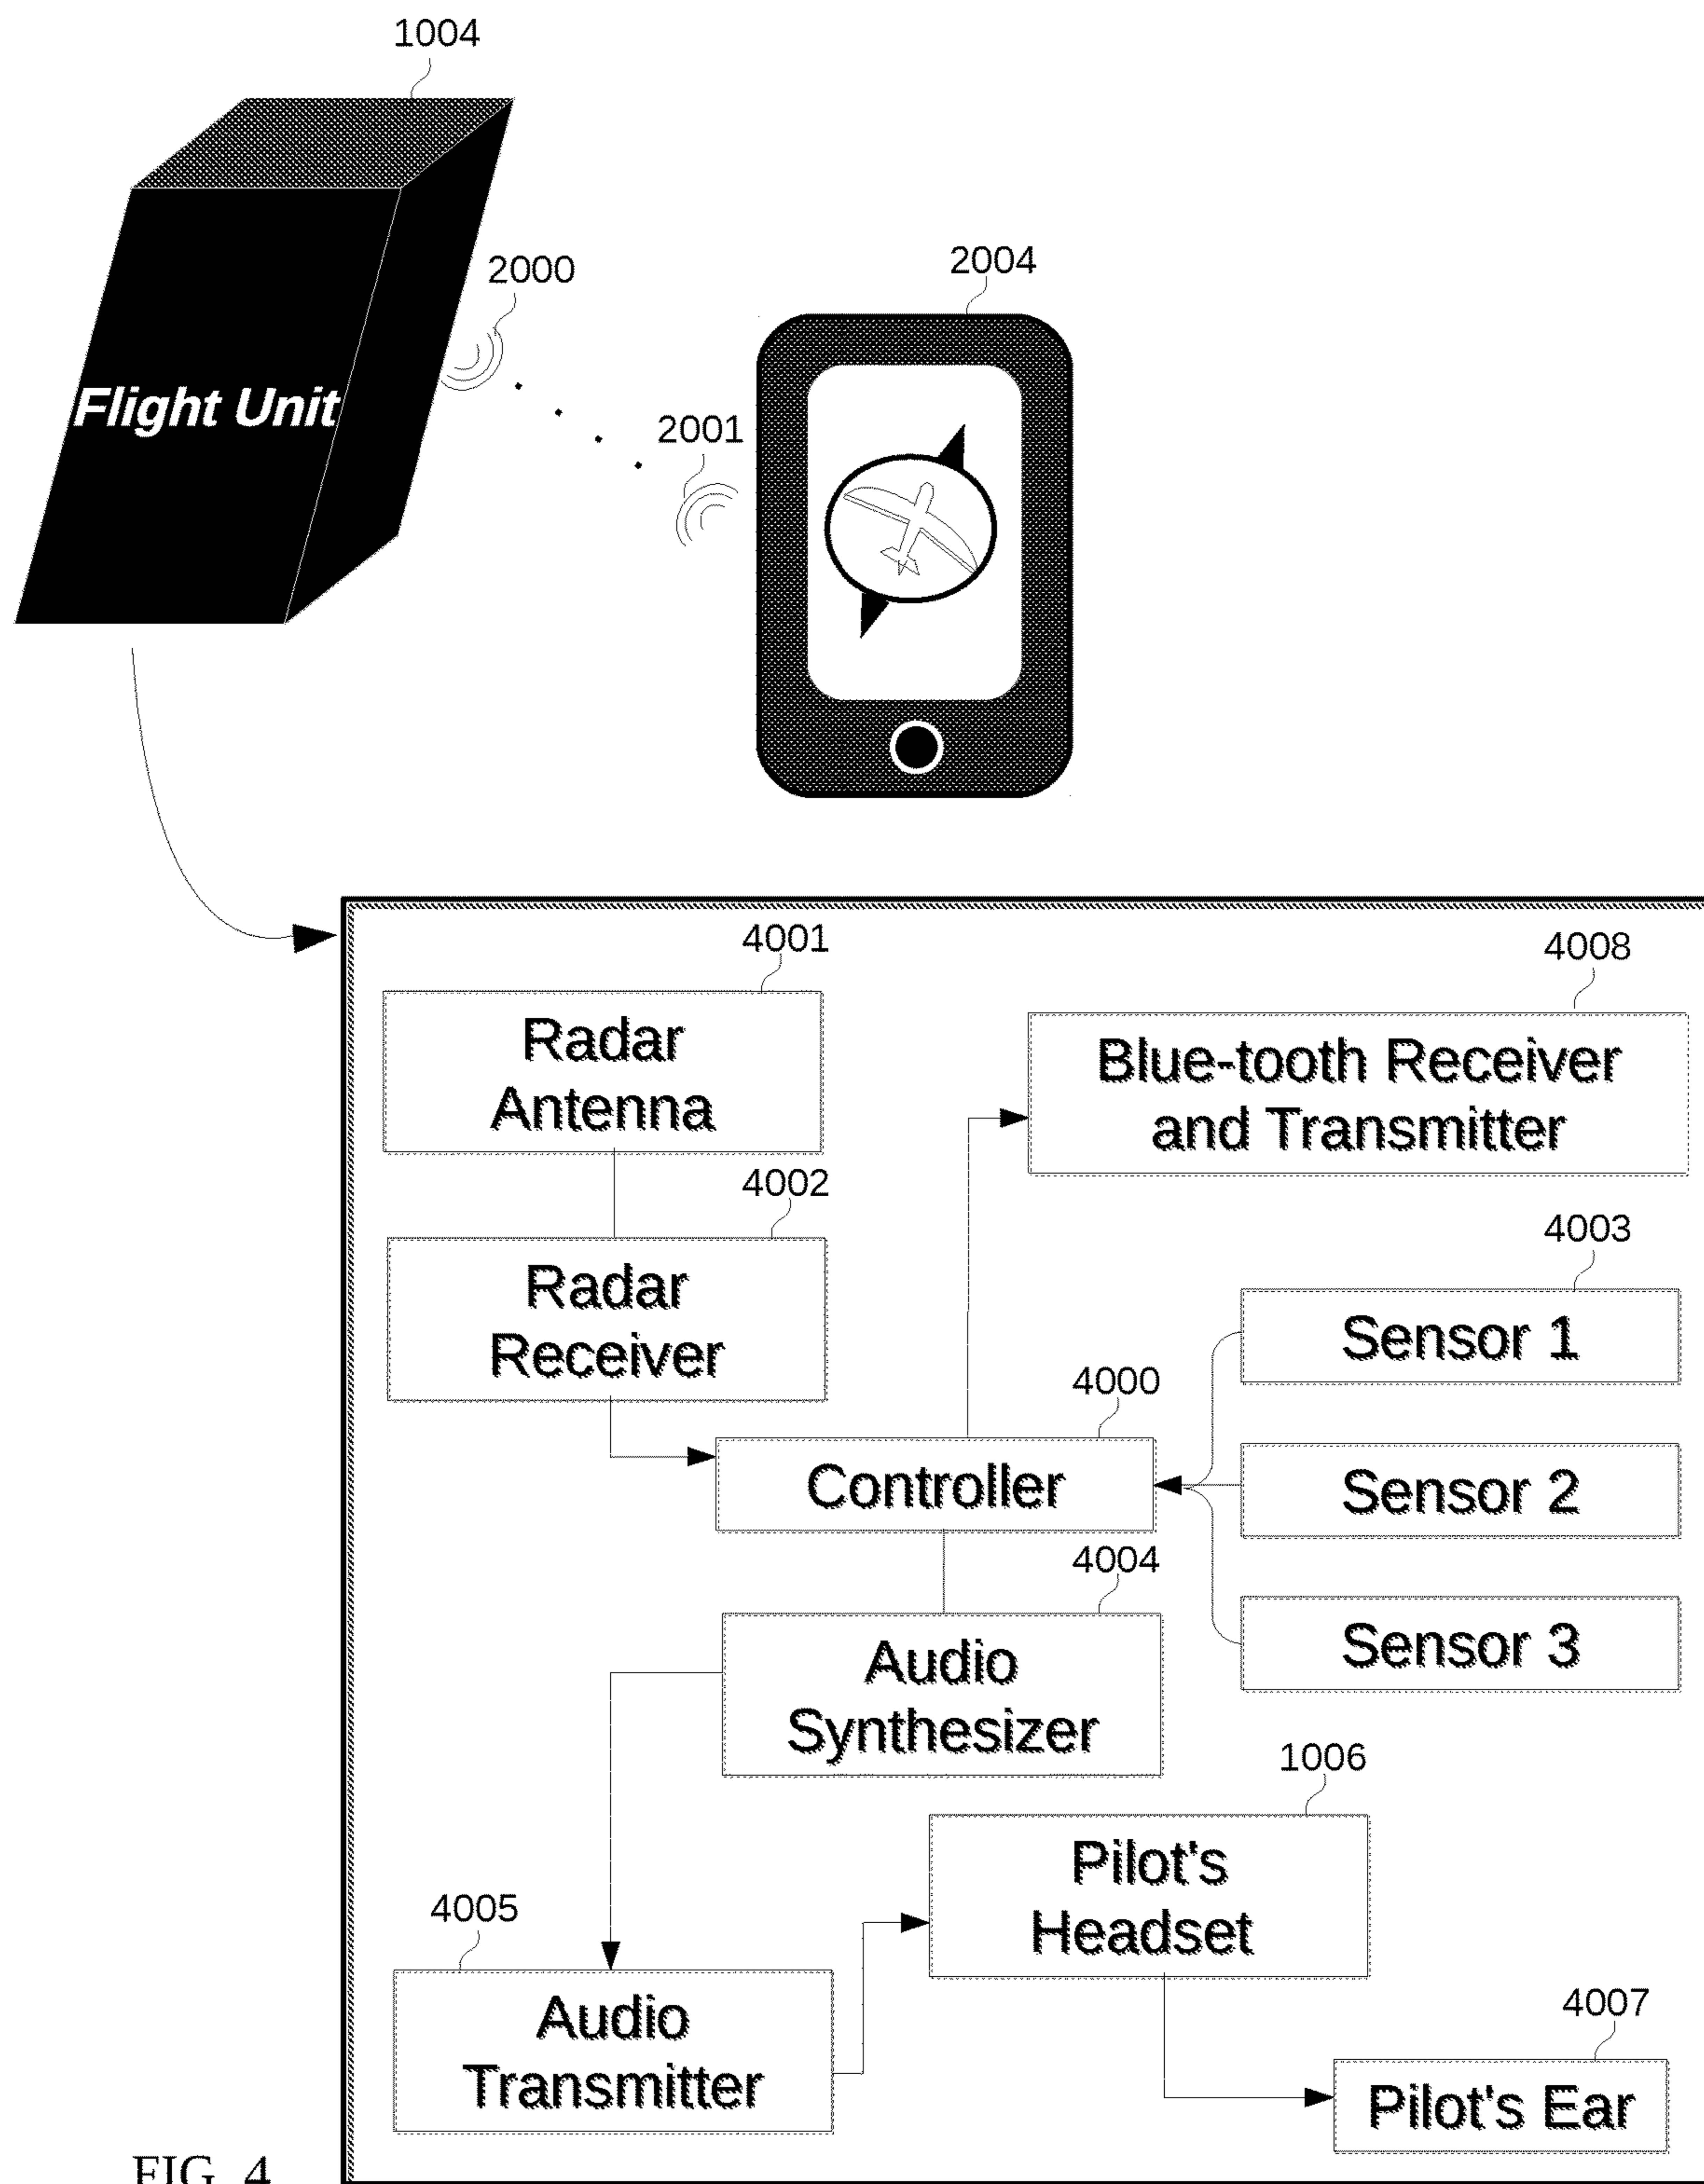 1004
2000
2004
Flight Unit
2001
4001
4008
Radar
Antenna
Blue-tooth Receiver
and Transmitter
4002
4003
Radar
Receiver
Sensor 1
4000
Controller
Sensor 2
4004
Audio
Synthesizer
Sensor 3
1006
Pilot's
Headset
4005
Audio
Transmitter
4007
Pilot's Ear
FIG. 4